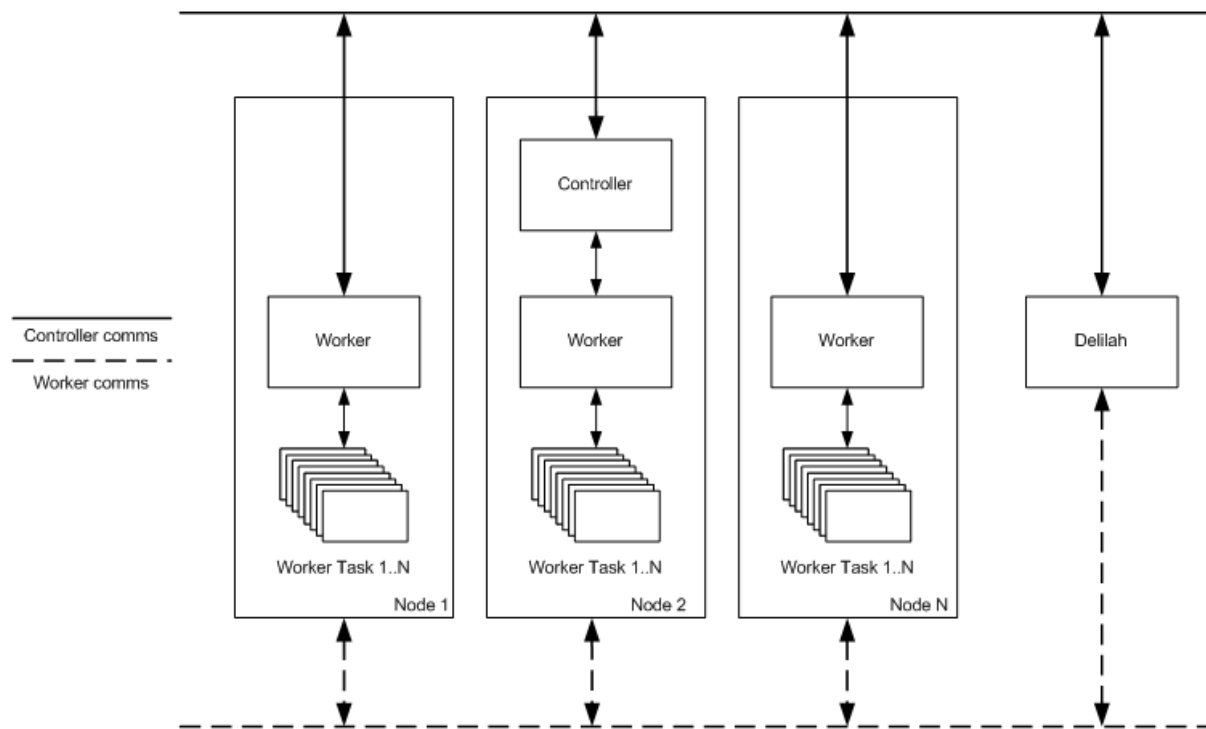 Controller
Controller comms
Worker comms
Worker
Worker
Worker
Delilah
Worker Task 1..N
Worker Task 1..N
Worker Task 1..N
Node 1
Node 2
Node N